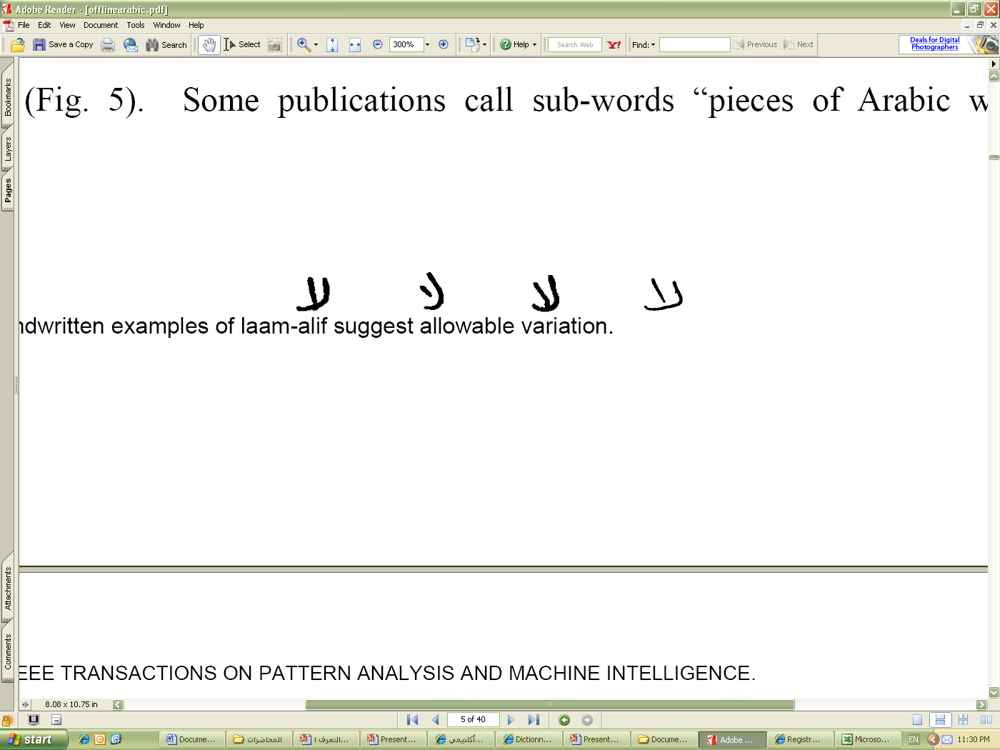 Adobe Reader - [offlinearabic.pdf]
File Edit View Document Tools Window Help
Save a Copy Search Select 300% Help Search Web Y! Find: Previous Next
Deals for Digital Photographers
Bookmarks
Layers
Pages
Attachments
Comments
(Fig. 5). Some publications call sub-words “pieces of Arabic w
لا لا لا لا
ndwritten examples of laam-alif suggest allowable variation.
EEE TRANSACTIONS ON PATTERN ANALYSIS AND MACHINE INTELLIGENCE.
8.08 x 10.75 in
5 of 40
start Docume... المحاضرات التعرف ا... Present... أكاديمي... Dictionn... Present... Docume... Adobe ... Registr... Microso... EN 11:30 PM